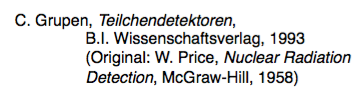 C. Grupen, Teilchendetektoren,
B.I. Wissenschaftsverlag, 1993
(Original: W. Price, Nuclear Radiation
Detection, McGraw-Hill, 1958)